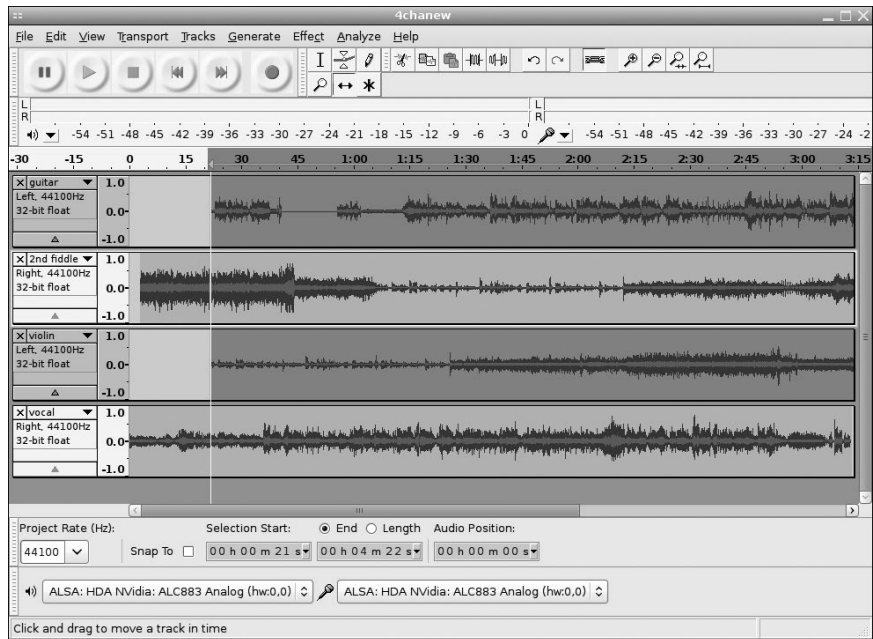 4chanew
File Edit View Transport Tracks Generate Effect Analyze Help
L
R
L
R
-54 -51 -48 -45 -42 -39 -36 -33 -30 -27 -24 -21 -18 -15 -12 -9 -6 -3 0
-54 -51 -48 -45 -42 -39 -36 -33 -30 -27 -24 -2
-30 -15 0 15 30 45 1:00 1:15 1:30 1:45 2:00 2:15 2:30 2:45 3:00 3:15
guitar
Left, 44100Hz
32-bit float
1.0
0.0
-1.0
2nd fiddle
Right, 44100Hz
32-bit float
1.0
0.0
-1.0
violin
Left, 44100Hz
32-bit float
1.0
0.0
-1.0
vocal
Right, 44100Hz
32-bit float
1.0
0.0
-1.0
Project Rate (Hz): Selection Start: End Length Audio Position:
44100 Snap To 00 h 00 m 21 s 00 h 04 m 22 s 00 h 00 m 00 s
ALSA: HDA NVidia: ALC883 Analog (hw:0,0) ALSA: HDA NVidia: ALC883 Analog (hw:0,0)
Click and drag to move a track in time